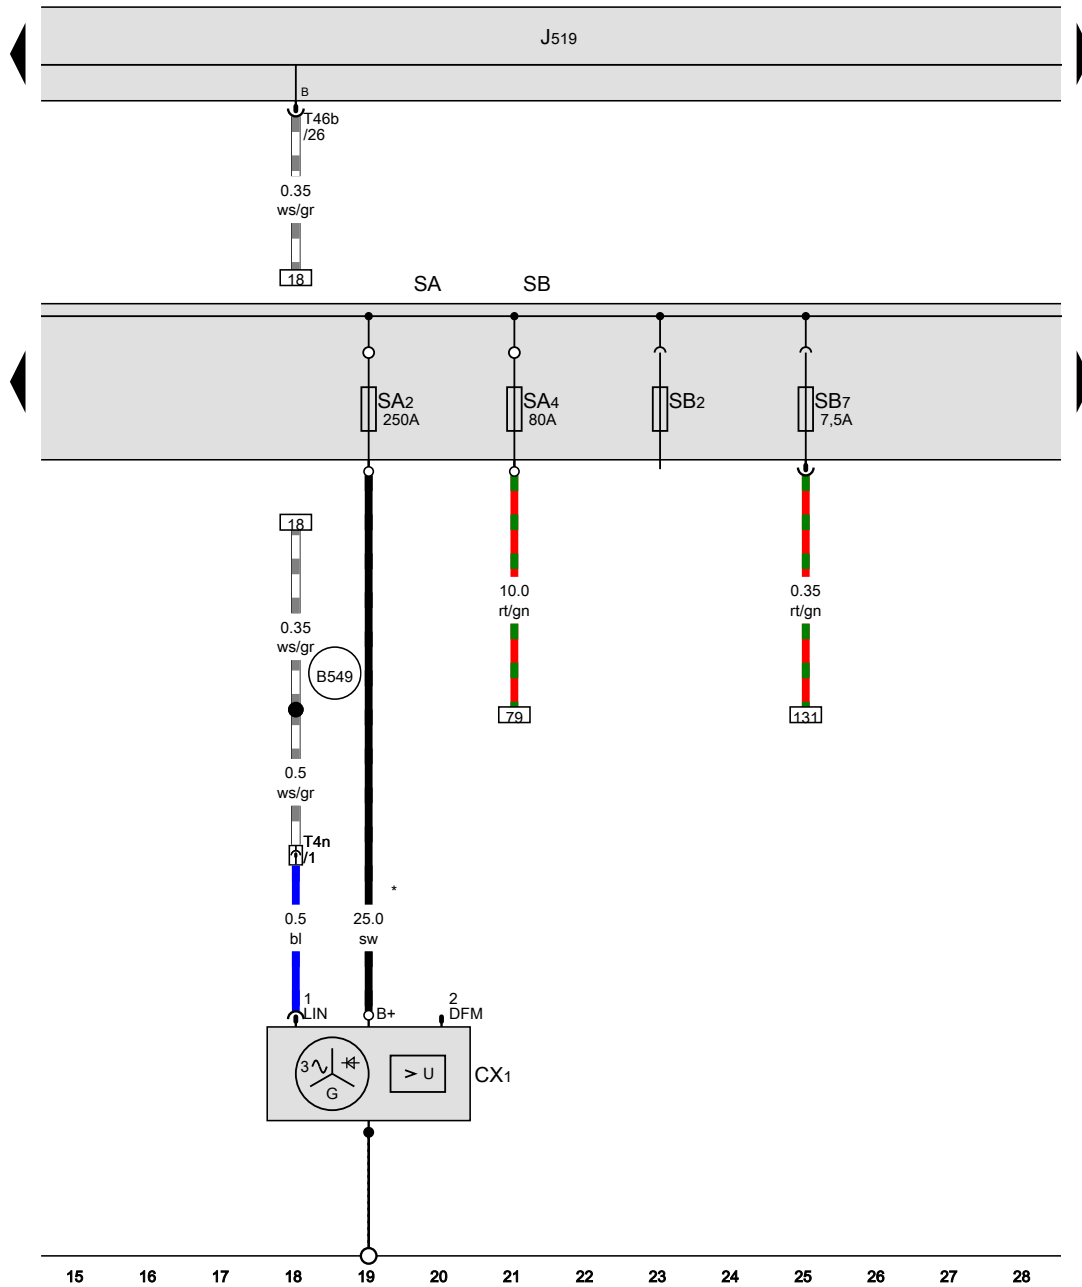 J519
B
T46b
/26
0.35
ws/gr
18
SA
SB
SA2
250A
SA4
80A
SB2
SB7
7,5A
18
10.0
rt/gn
0.35
rt/gn
0.35
ws/gr
B549
79
131
0.5
ws/gr
T4n
/1
*
0.5
bl
25.0
sw
1
LIN
B+
2
DFM
3
G
> U
CX1
15 16 17 18 19 20 21 22 23 24 25 26 27 28